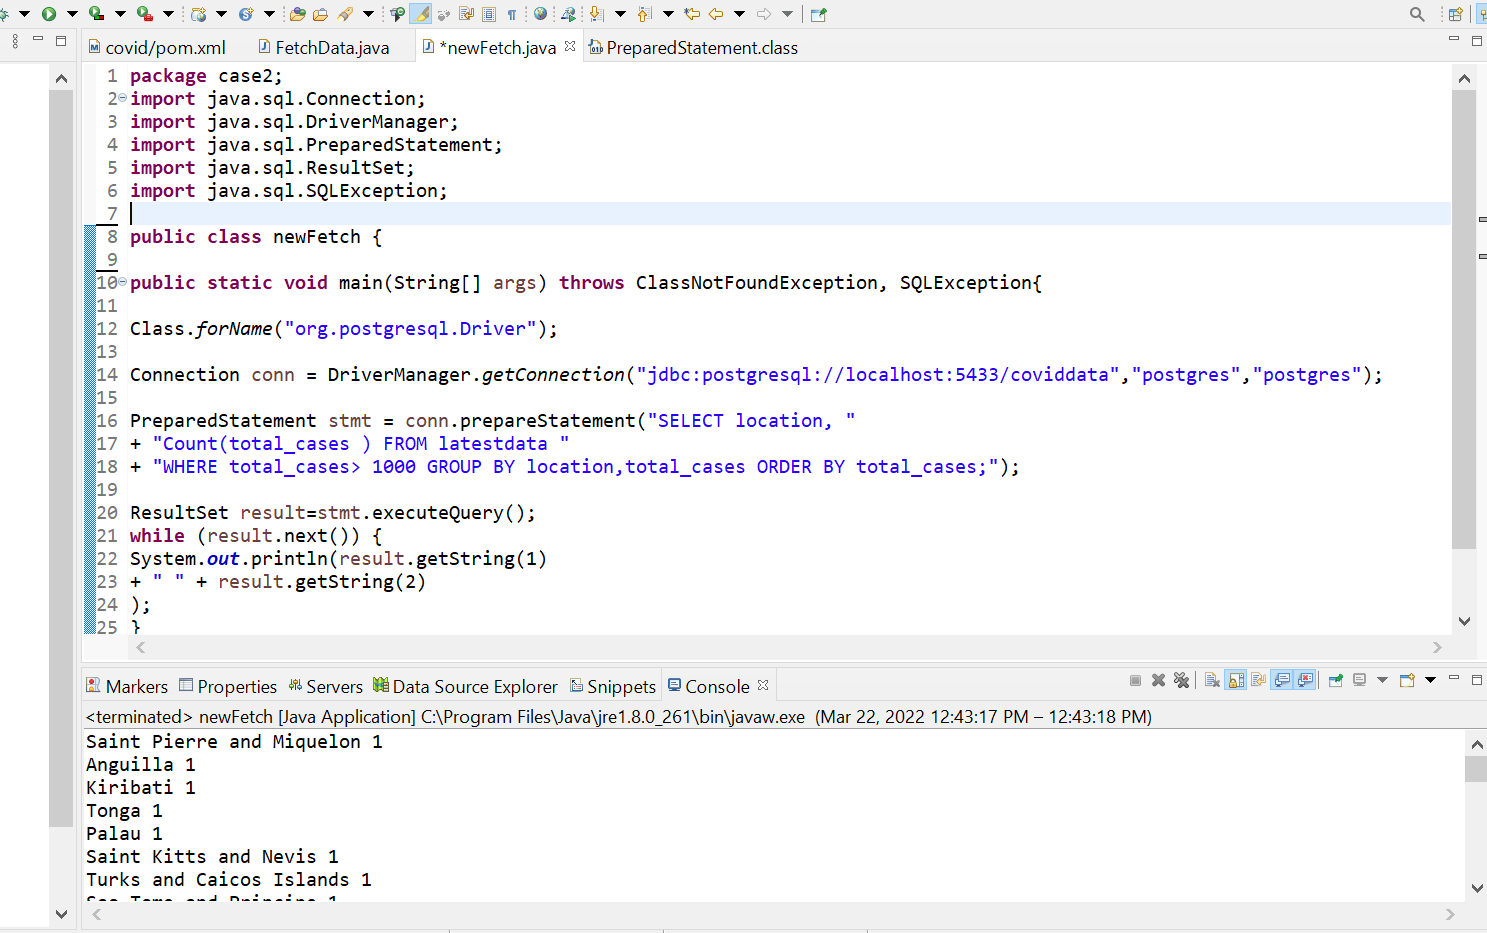 covid/pom.xml FetchData.java *newFetch.java PreparedStatement.class
1 package case2;
2 import java.sql.Connection;
3 import java.sql.DriverManager;
4 import java.sql.PreparedStatement;
5 import java.sql.ResultSet;
6 import java.sql.SQLException;
7
8 public class newFetch {
9
10 public static void main(String[] args) throws ClassNotFoundException, SQLException{
11
12 Class.forName("org.postgresql.Driver");
13
14 Connection conn = DriverManager.getConnection("jdbc:postgresql://localhost:5433/coviddata","postgres","postgres");
15
16 PreparedStatement stmt = conn.prepareStatement("SELECT location, "
17 + "Count(total_cases ) FROM latestdata "
18 + "WHERE total_cases> 1000 GROUP BY location,total_cases ORDER BY total_cases;");
19
20 ResultSet result=stmt.executeQuery();
21 while (result.next()) {
22 System.out.println(result.getString(1)
23 + " " + result.getString(2)
24 );
25 }
Markers Properties Servers Data Source Explorer Snippets Console
<terminated> newFetch [Java Application] C:\Program Files\Java\jre1.8.0_261\bin\javaw.exe (Mar 22, 2022 12:43:17 PM – 12:43:18 PM)
Saint Pierre and Miquelon 1
Anguilla 1
Kiribati 1
Tonga 1
Palau 1
Saint Kitts and Nevis 1
Turks and Caicos Islands 1